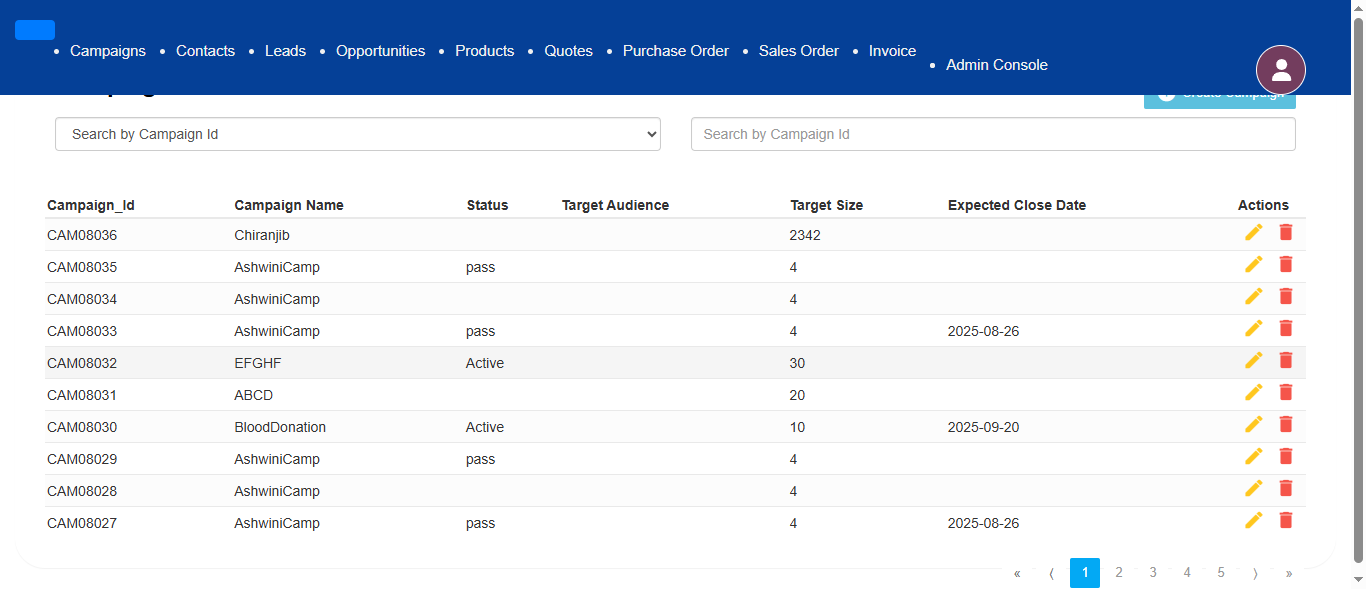 Campaigns Contacts Leads Opportunities Products Quotes Purchase Order Sales Order Invoice
Admin Console
Create Campaign
Search by Campaign Id Search by Campaign Id
Campaign_Id Campaign Name Status Target Audience Target Size Expected Close Date Actions
CAM08036 Chiranjib 2342
CAM08035 AshwiniCamp pass 4
CAM08034 AshwiniCamp 4
CAM08033 AshwiniCamp pass 4 2025-08-26
CAM08032 EFGHF Active 30
CAM08031 ABCD 20
CAM08030 BloodDonation Active 10 2025-09-20
CAM08029 AshwiniCamp pass 4
CAM08028 AshwiniCamp 4
CAM08027 AshwiniCamp pass 4 2025-08-26
« ⟨ 1 2 3 4 5 ⟩ »